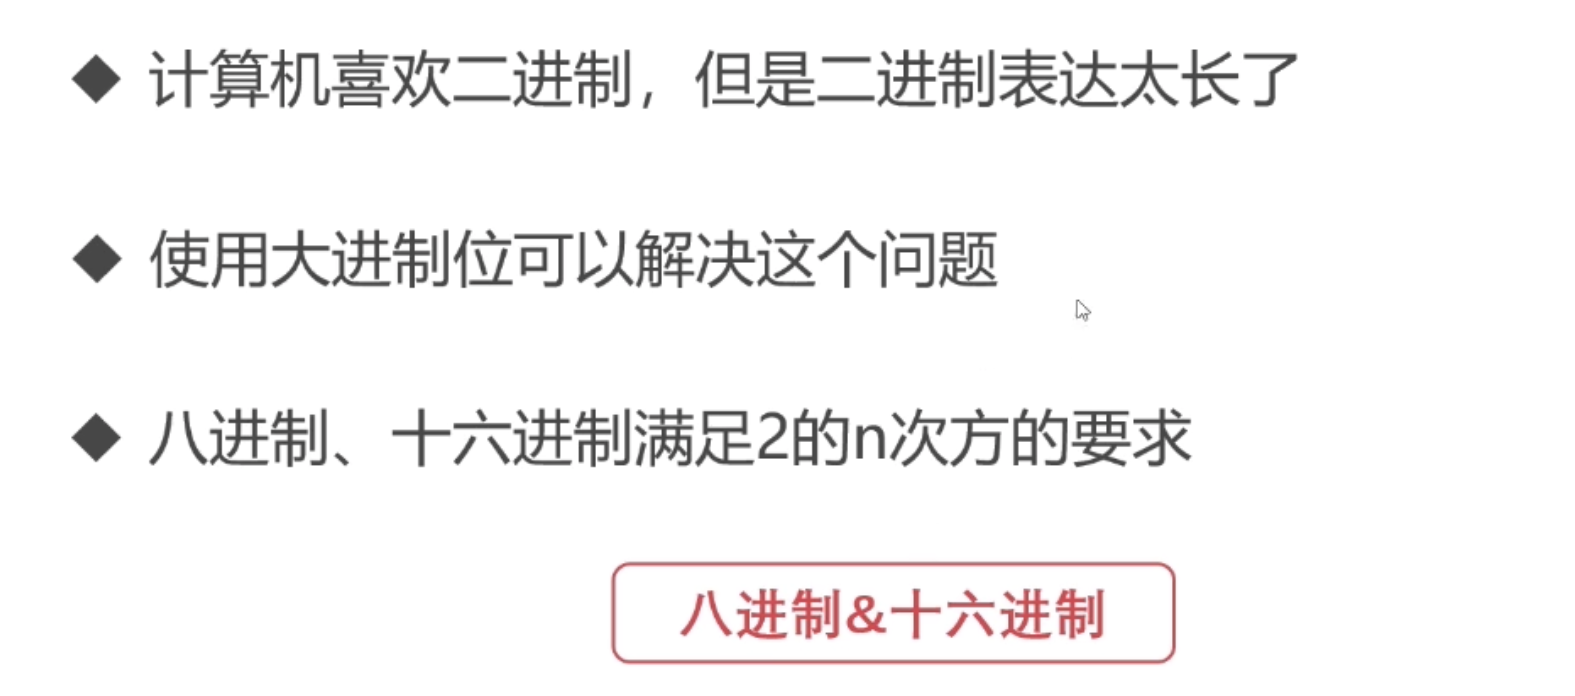 计算机喜欢二进制，但是二进制表达太长了
使用大进制位可以解决这个问题
八进制、十六进制满足2的n次方的要求
八进制&十六进制